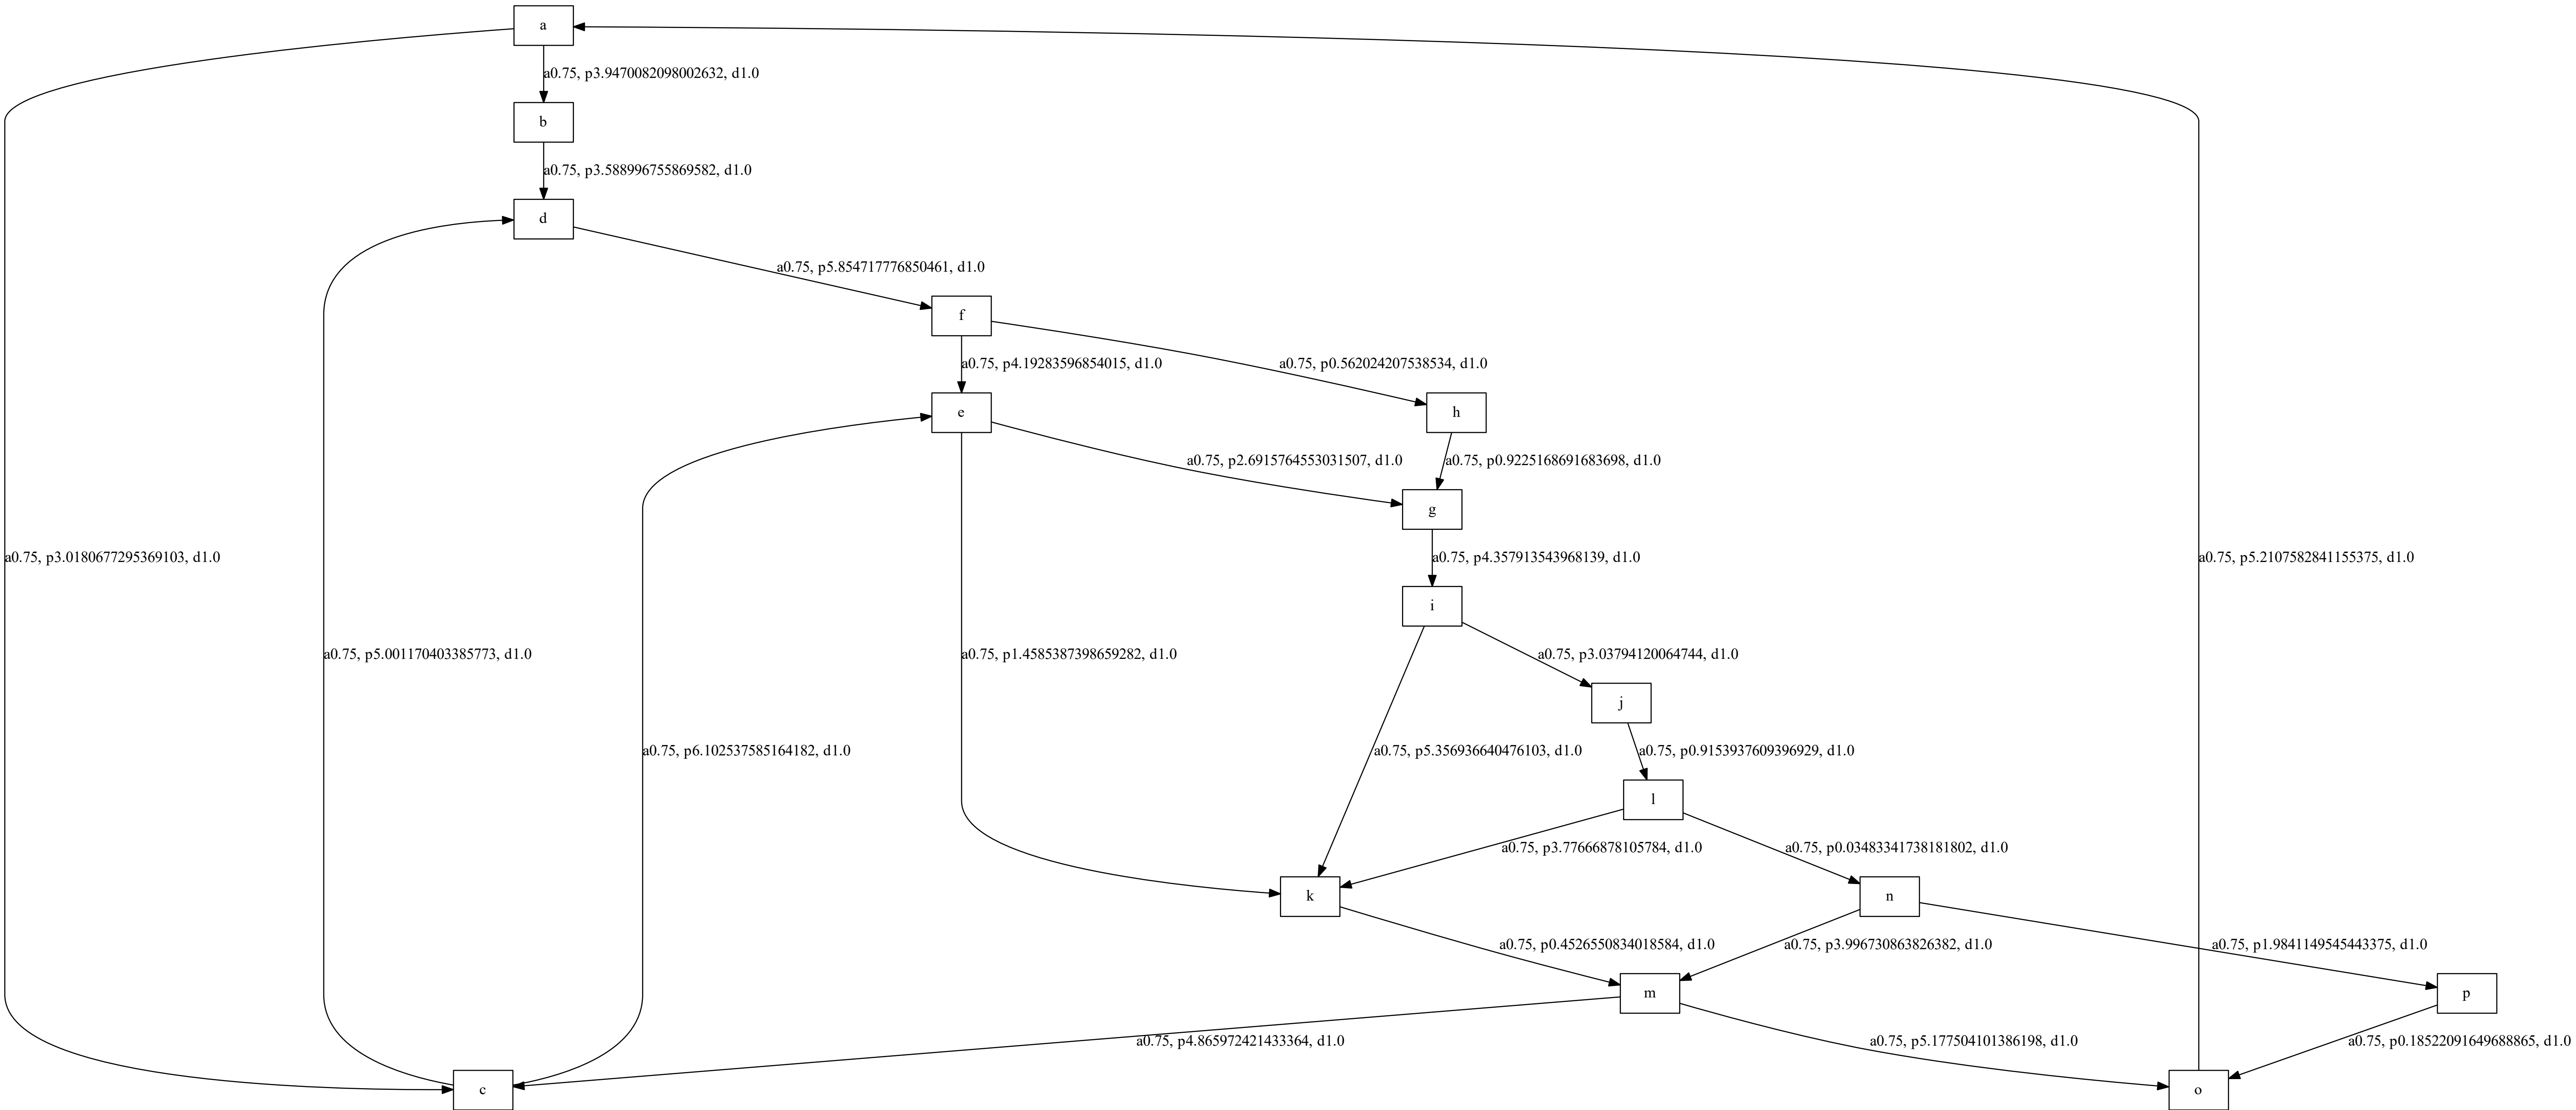 a
a0.75, p3.9470082098002632, d1.0
b
a0.75, p3.588996755869582, d1.0
d
a0.75, p5.854717776850461, d1.0
f
a0.75, p4.19283596854015, d1.0
a0.75, p0.562024207538534, d1.0
e
h
a0.75, p2.6915764553031507, d1.0
a0.75, p0.9225168691683698, d1.0
g
a0.75, p3.0180677295369103, d1.0
a0.75, p4.357913543968139, d1.0
a0.75, p5.2107582841155375, d1.0
i
a0.75, p5.001170403385773, d1.0
a0.75, p1.4585387398659282, d1.0
a0.75, p3.03794120064744, d1.0
j
a0.75, p6.102537585164182, d1.0
a0.75, p5.356936640476103, d1.0
a0.75, p0.9153937609396929, d1.0
l
a0.75, p3.77666878105784, d1.0
a0.75, p0.03483341738181802, d1.0
k
n
a0.75, p0.4526550834018584, d1.0
a0.75, p3.996730863826382, d1.0
a0.75, p1.9841149545443375, d1.0
m
p
a0.75, p4.865972421433364, d1.0
a0.75, p5.177504101386198, d1.0
a0.75, p0.18522091649688865, d1.0
c
o